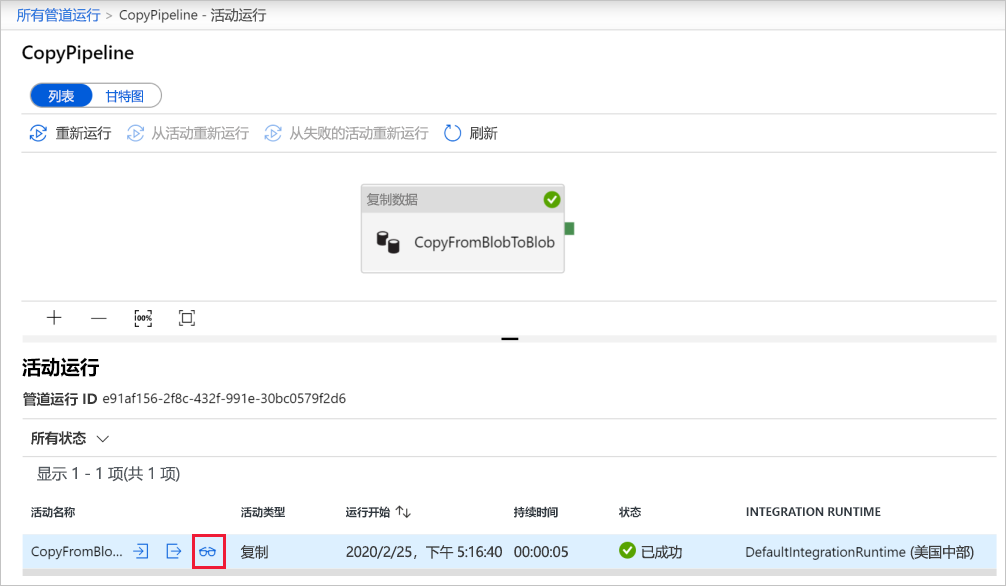 所有管道运行 > CopyPipeline - 活动运行
CopyPipeline
列表 甘特图
重新运行 从活动重新运行 从失败的活动重新运行 刷新
复制数据
CopyFromBlobToBlob
100%
活动运行
管道运行 ID e91af156-2f8c-432f-991e-30bc0579f2d6
所有状态
显示 1 - 1 项(共 1 项)
活动名称 活动类型 运行开始 持续时间 状态 INTEGRATION RUNTIME
CopyFromBlo... 复制 2020/2/25，下午 5:16:40 00:00:05 已成功 DefaultIntegrationRuntime (美国中部)